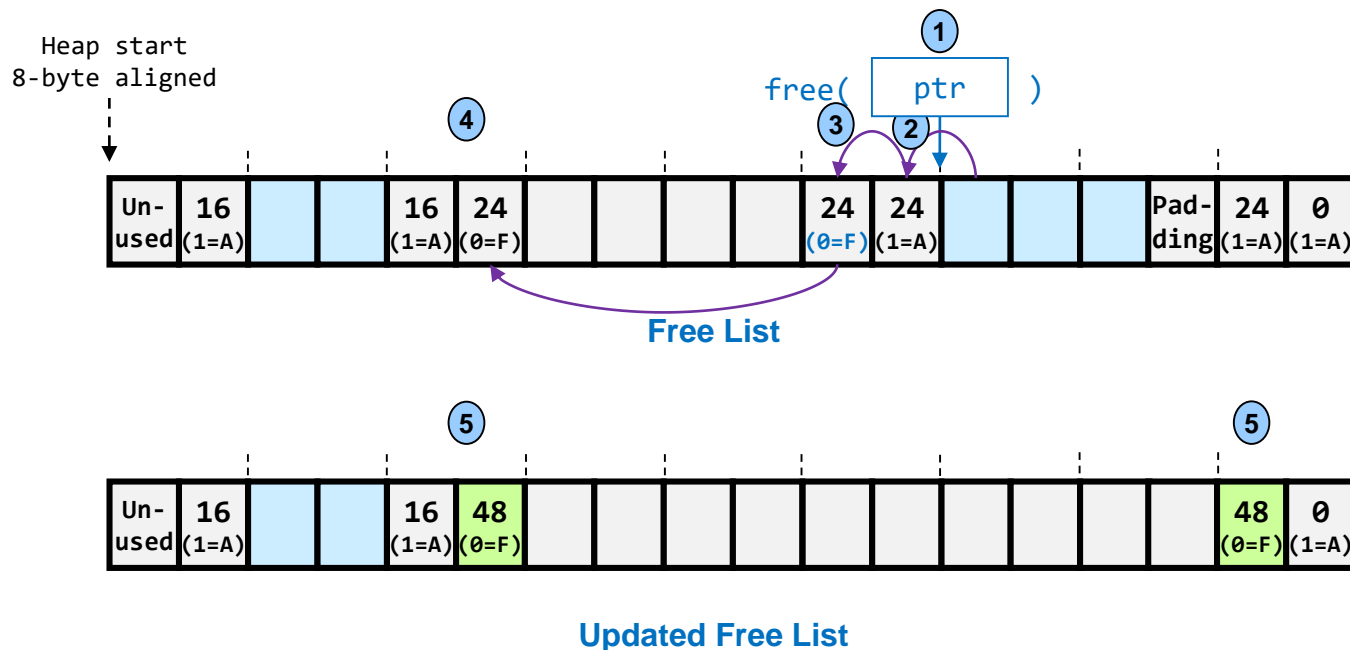 1
Heap start
8-byte aligned
free( ptr )
4
3
2
Un-
used
16
(1=A)
16
(1=A)
24
(0=F)
24
(0=F)
24
(1=A)
Pad-
ding
24
(1=A)
0
(1=A)
Free List
5
5
Un-
used
16
(1=A)
16
(1=A)
48
(0=F)
48
(0=F)
0
(1=A)
Updated Free List